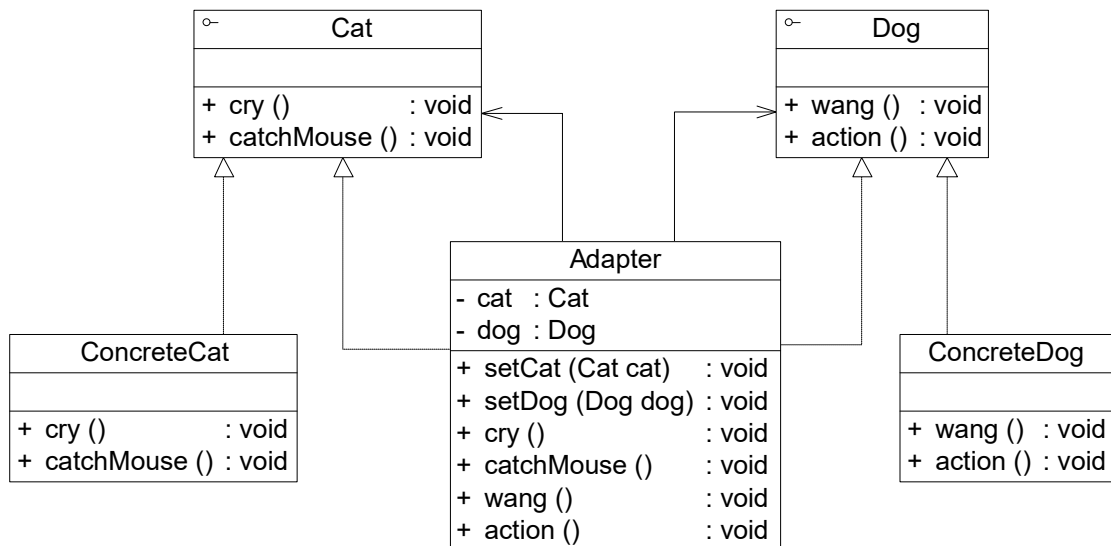 Cat
+ cry () : void
+ catchMouse () : void
Dog
+ wang () : void
+ action () : void
Adapter
- cat : Cat
- dog : Dog
+ setCat (Cat cat) : void
+ setDog (Dog dog) : void
+ cry () : void
+ catchMouse () : void
+ wang () : void
+ action () : void
ConcreteCat
+ cry () : void
+ catchMouse () : void
ConcreteDog
+ wang () : void
+ action () : void